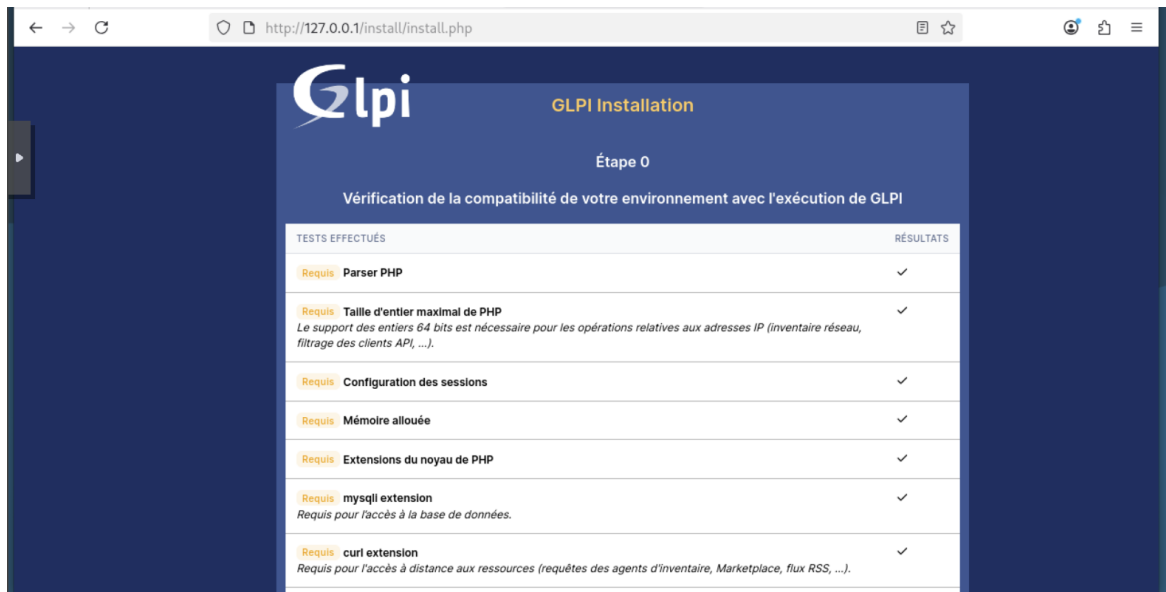 http://127.0.0.1/install/install.php
Glpi
GLPI Installation
Étape 0
Vérification de la compatibilité de votre environnement avec l'exécution de GLPI
TESTS EFFECTUÉS RÉSULTATS
Requis Parser PHP
Requis Taille d'entier maximal de PHP
Le support des entiers 64 bits est nécessaire pour les opérations relatives aux adresses IP (inventaire réseau,
filtrage des clients API, ...).
Requis Configuration des sessions
Requis Mémoire allouée
Requis Extensions du noyau de PHP
Requis mysqli extension
Requis pour l'accès à la base de données.
Requis curl extension
Requis pour l'accès à distance aux ressources (requêtes des agents d'inventaire, Marketplace, flux RSS, ...).